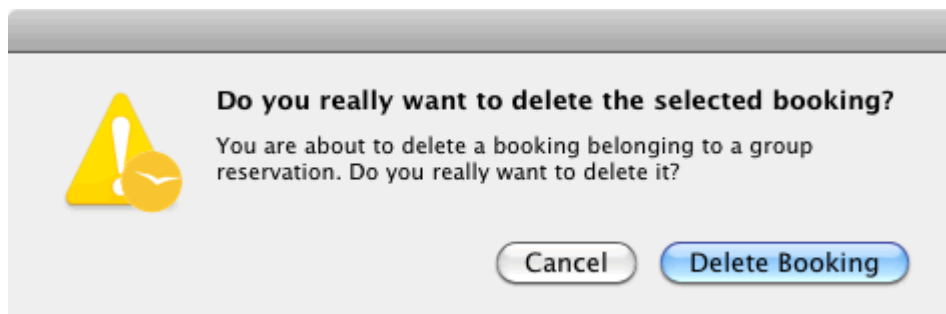 Do you really want to delete the selected booking?
You are about to delete a booking belonging to a group
reservation. Do you really want to delete it?
Cancel
Delete Booking